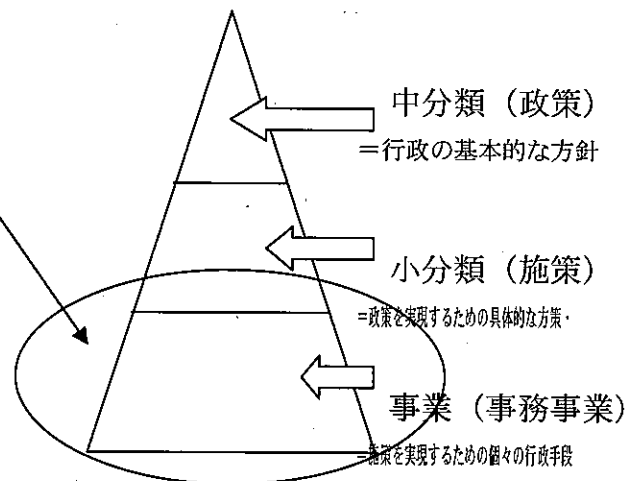 中分類（政策）
＝行政の基本的な方針
小分類（施策）
＝政策を実現するための具体的な方策・
事業（事務事業）
＝施策を実現するための個々の行政手段